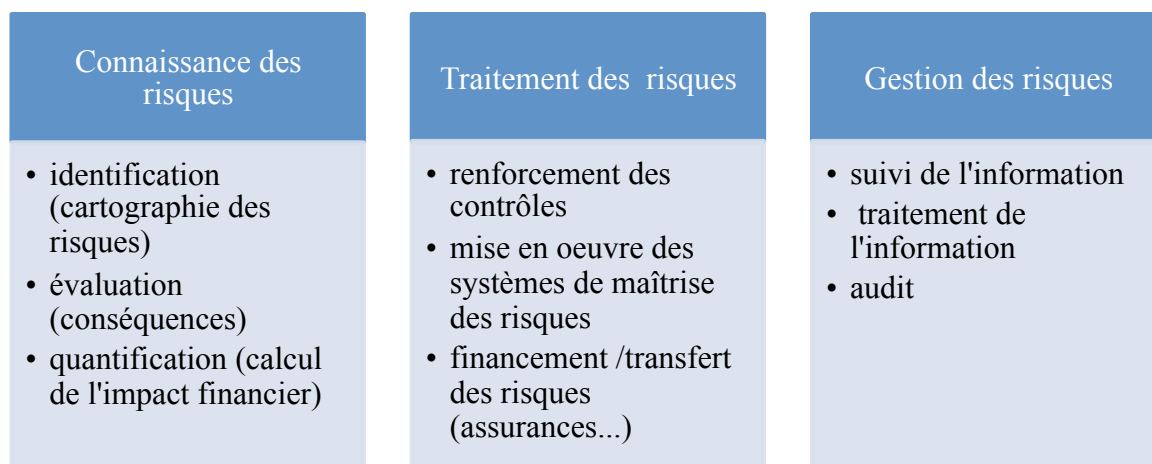 Connaissance des
risques
• identification
(cartographie des
risques)
• évaluation
(conséquences)
• quantification (calcul
de l'impact financier)
Traitement des risques
• renforcement des
contrôles
• mise en oeuvre des
systèmes de maîtrise
des risques
• financement /transfert
des risques
(assurances...)
Gestion des risques
• suivi de l'information
• traitement de
l'information
• audit